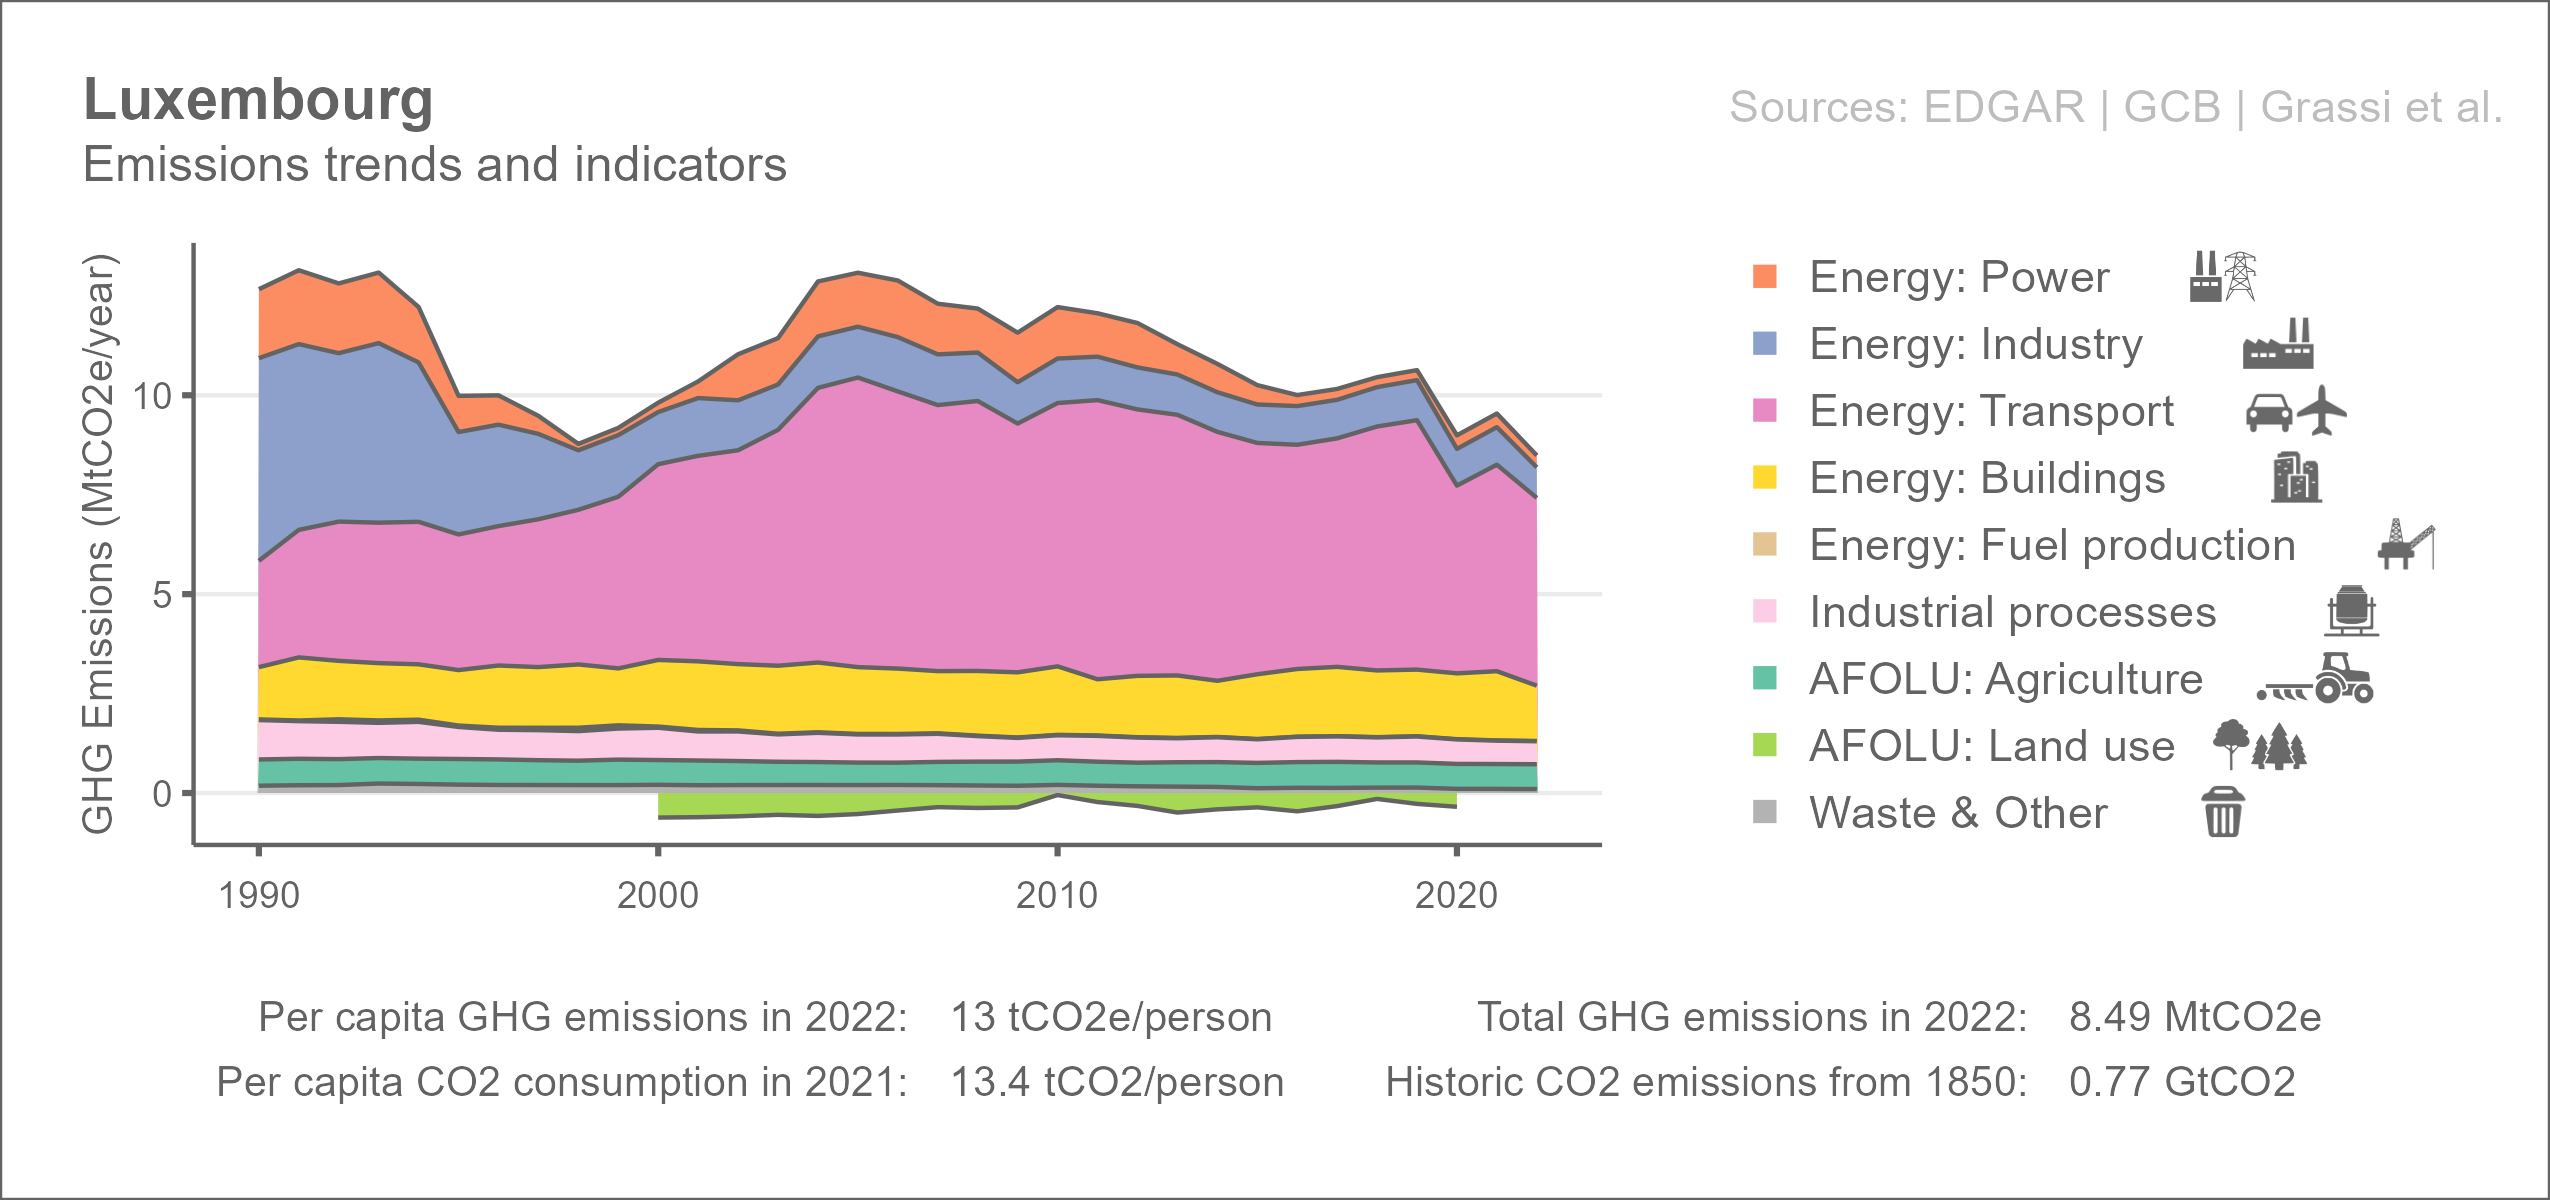 Luxembourg
Sources: EDGAR | GCB | Grassi et al.
Emissions trends and indicators
GHG Emissions (MtCO2e/year)
10
5
0
1990
2000
2010
2020
Energy: Power
Energy: Industry
Energy: Transport
Energy: Buildings
Energy: Fuel production
Industrial processes
AFOLU: Agriculture
AFOLU: Land use
Waste & Other
Per capita GHG emissions in 2022: 13 tCO2e/person
Total GHG emissions in 2022: 8.49 MtCO2e
Per capita CO2 consumption in 2021: 13.4 tCO2/person
Historic CO2 emissions from 1850: 0.77 GtCO2